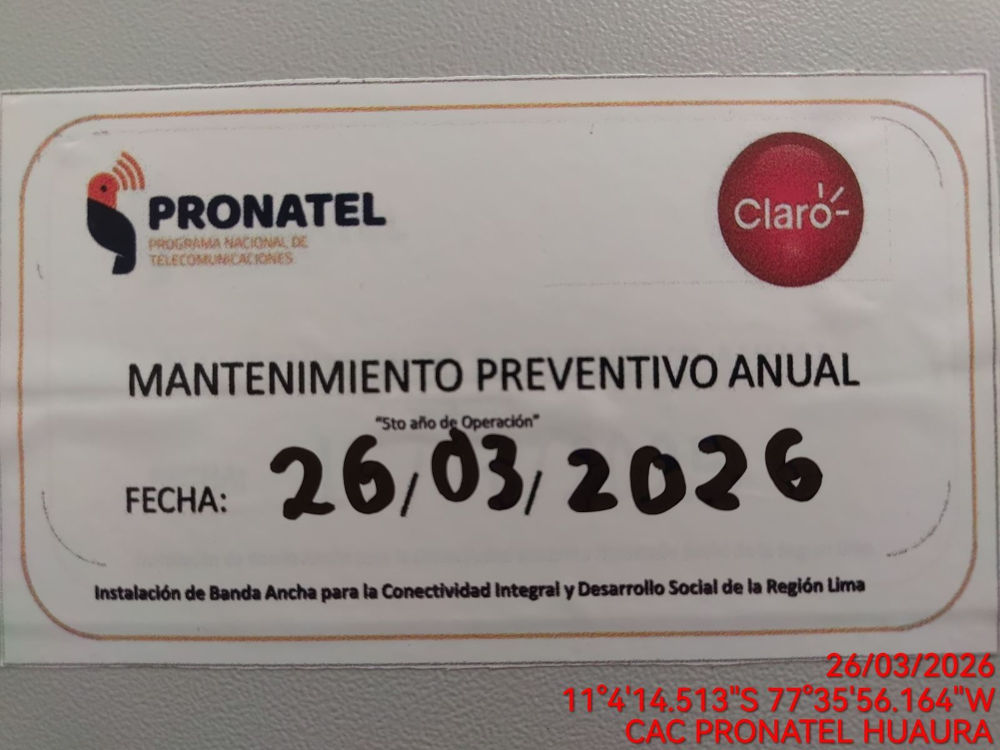 PRONATEL
PROGRAMA NACIONAL DE
TELECOMUNICACIONES
Claro
MANTENIMIENTO PREVENTIVO ANUAL
"5to año de Operación"
FECHA: 26/03/2026
Instalación de Banda Ancha para la Conectividad Integral y Desarrollo Social de la Región Lima
26/03/2026
11°4'14.513"S 77°35'56.164"W
CAC PRONATEL HUAURA